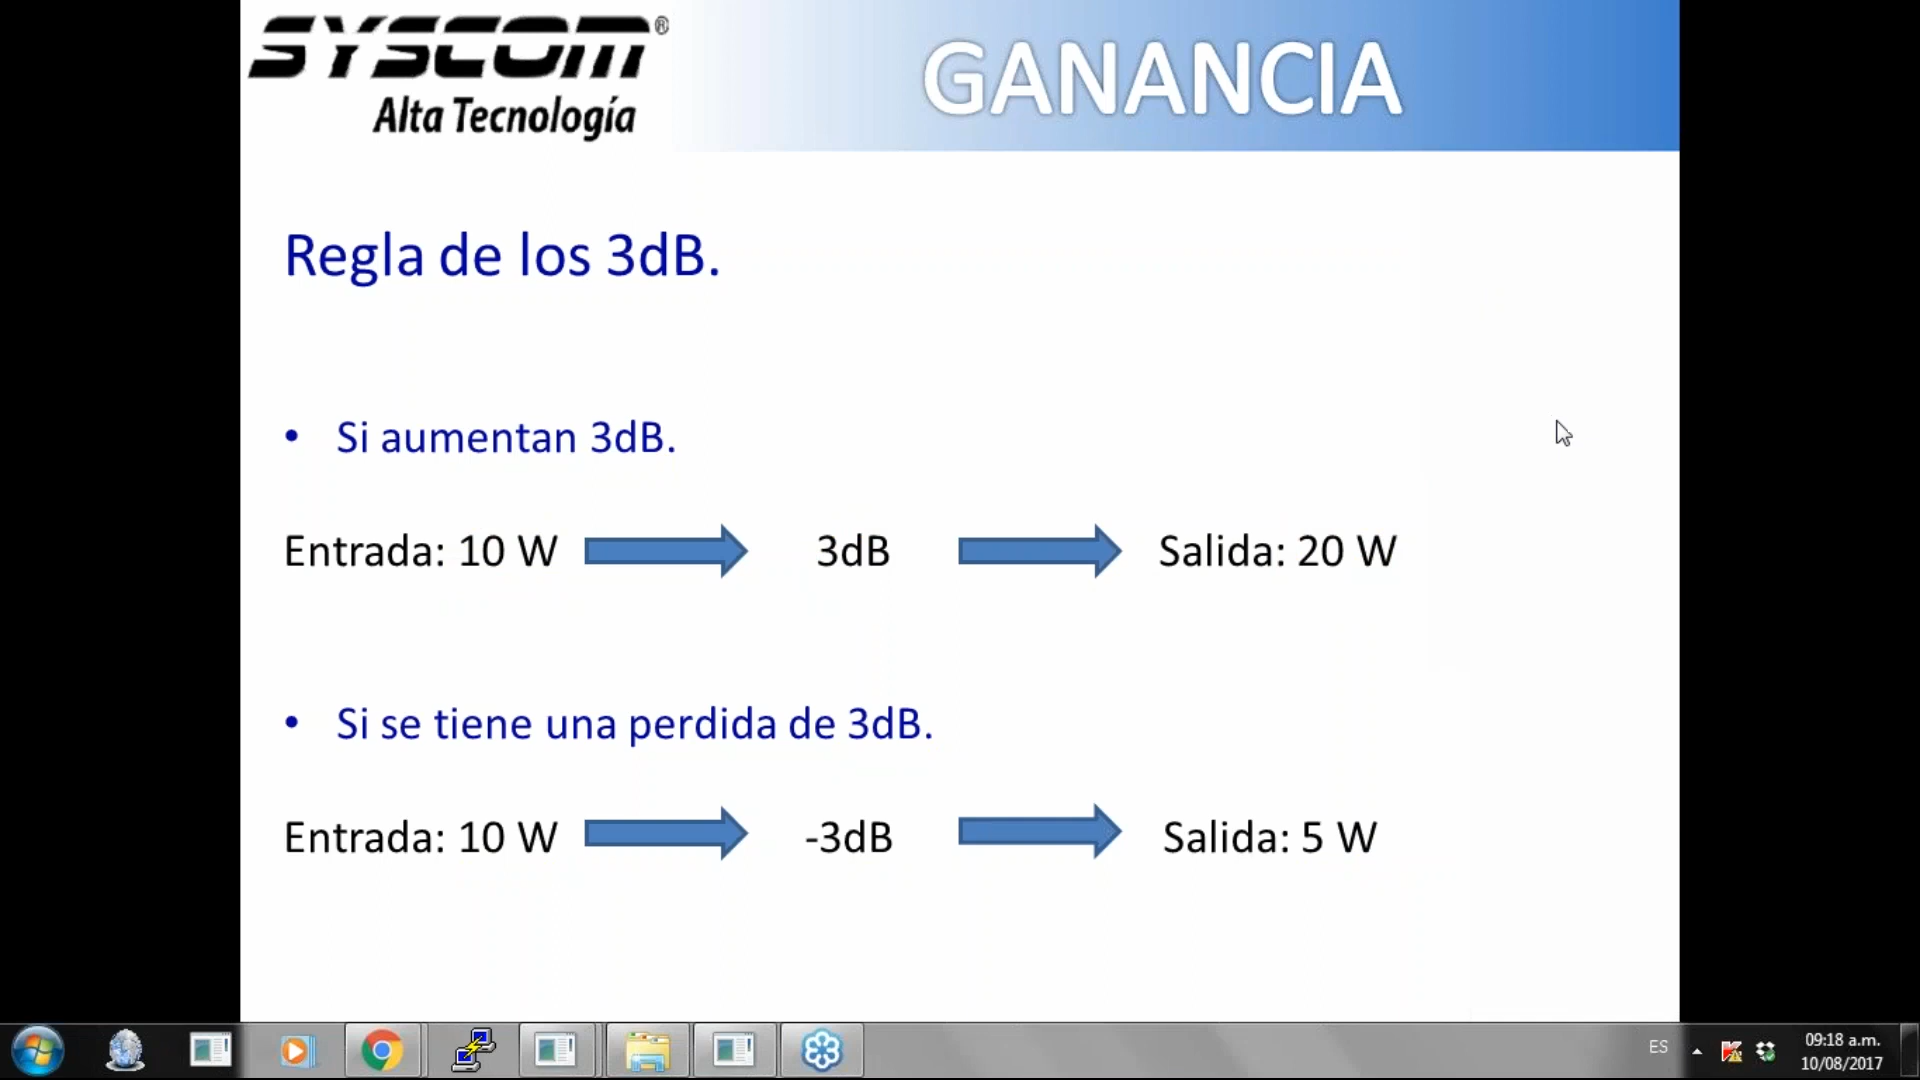 SYSCOM®
Alta Tecnología
GANANCIA
Regla de los 3dB.
• Si aumentan 3dB.
Entrada: 10 W 3dB Salida: 20 W
• Si se tiene una perdida de 3dB.
Entrada: 10 W -3dB Salida: 5 W
ES
09:18 a.m.
10/08/2017